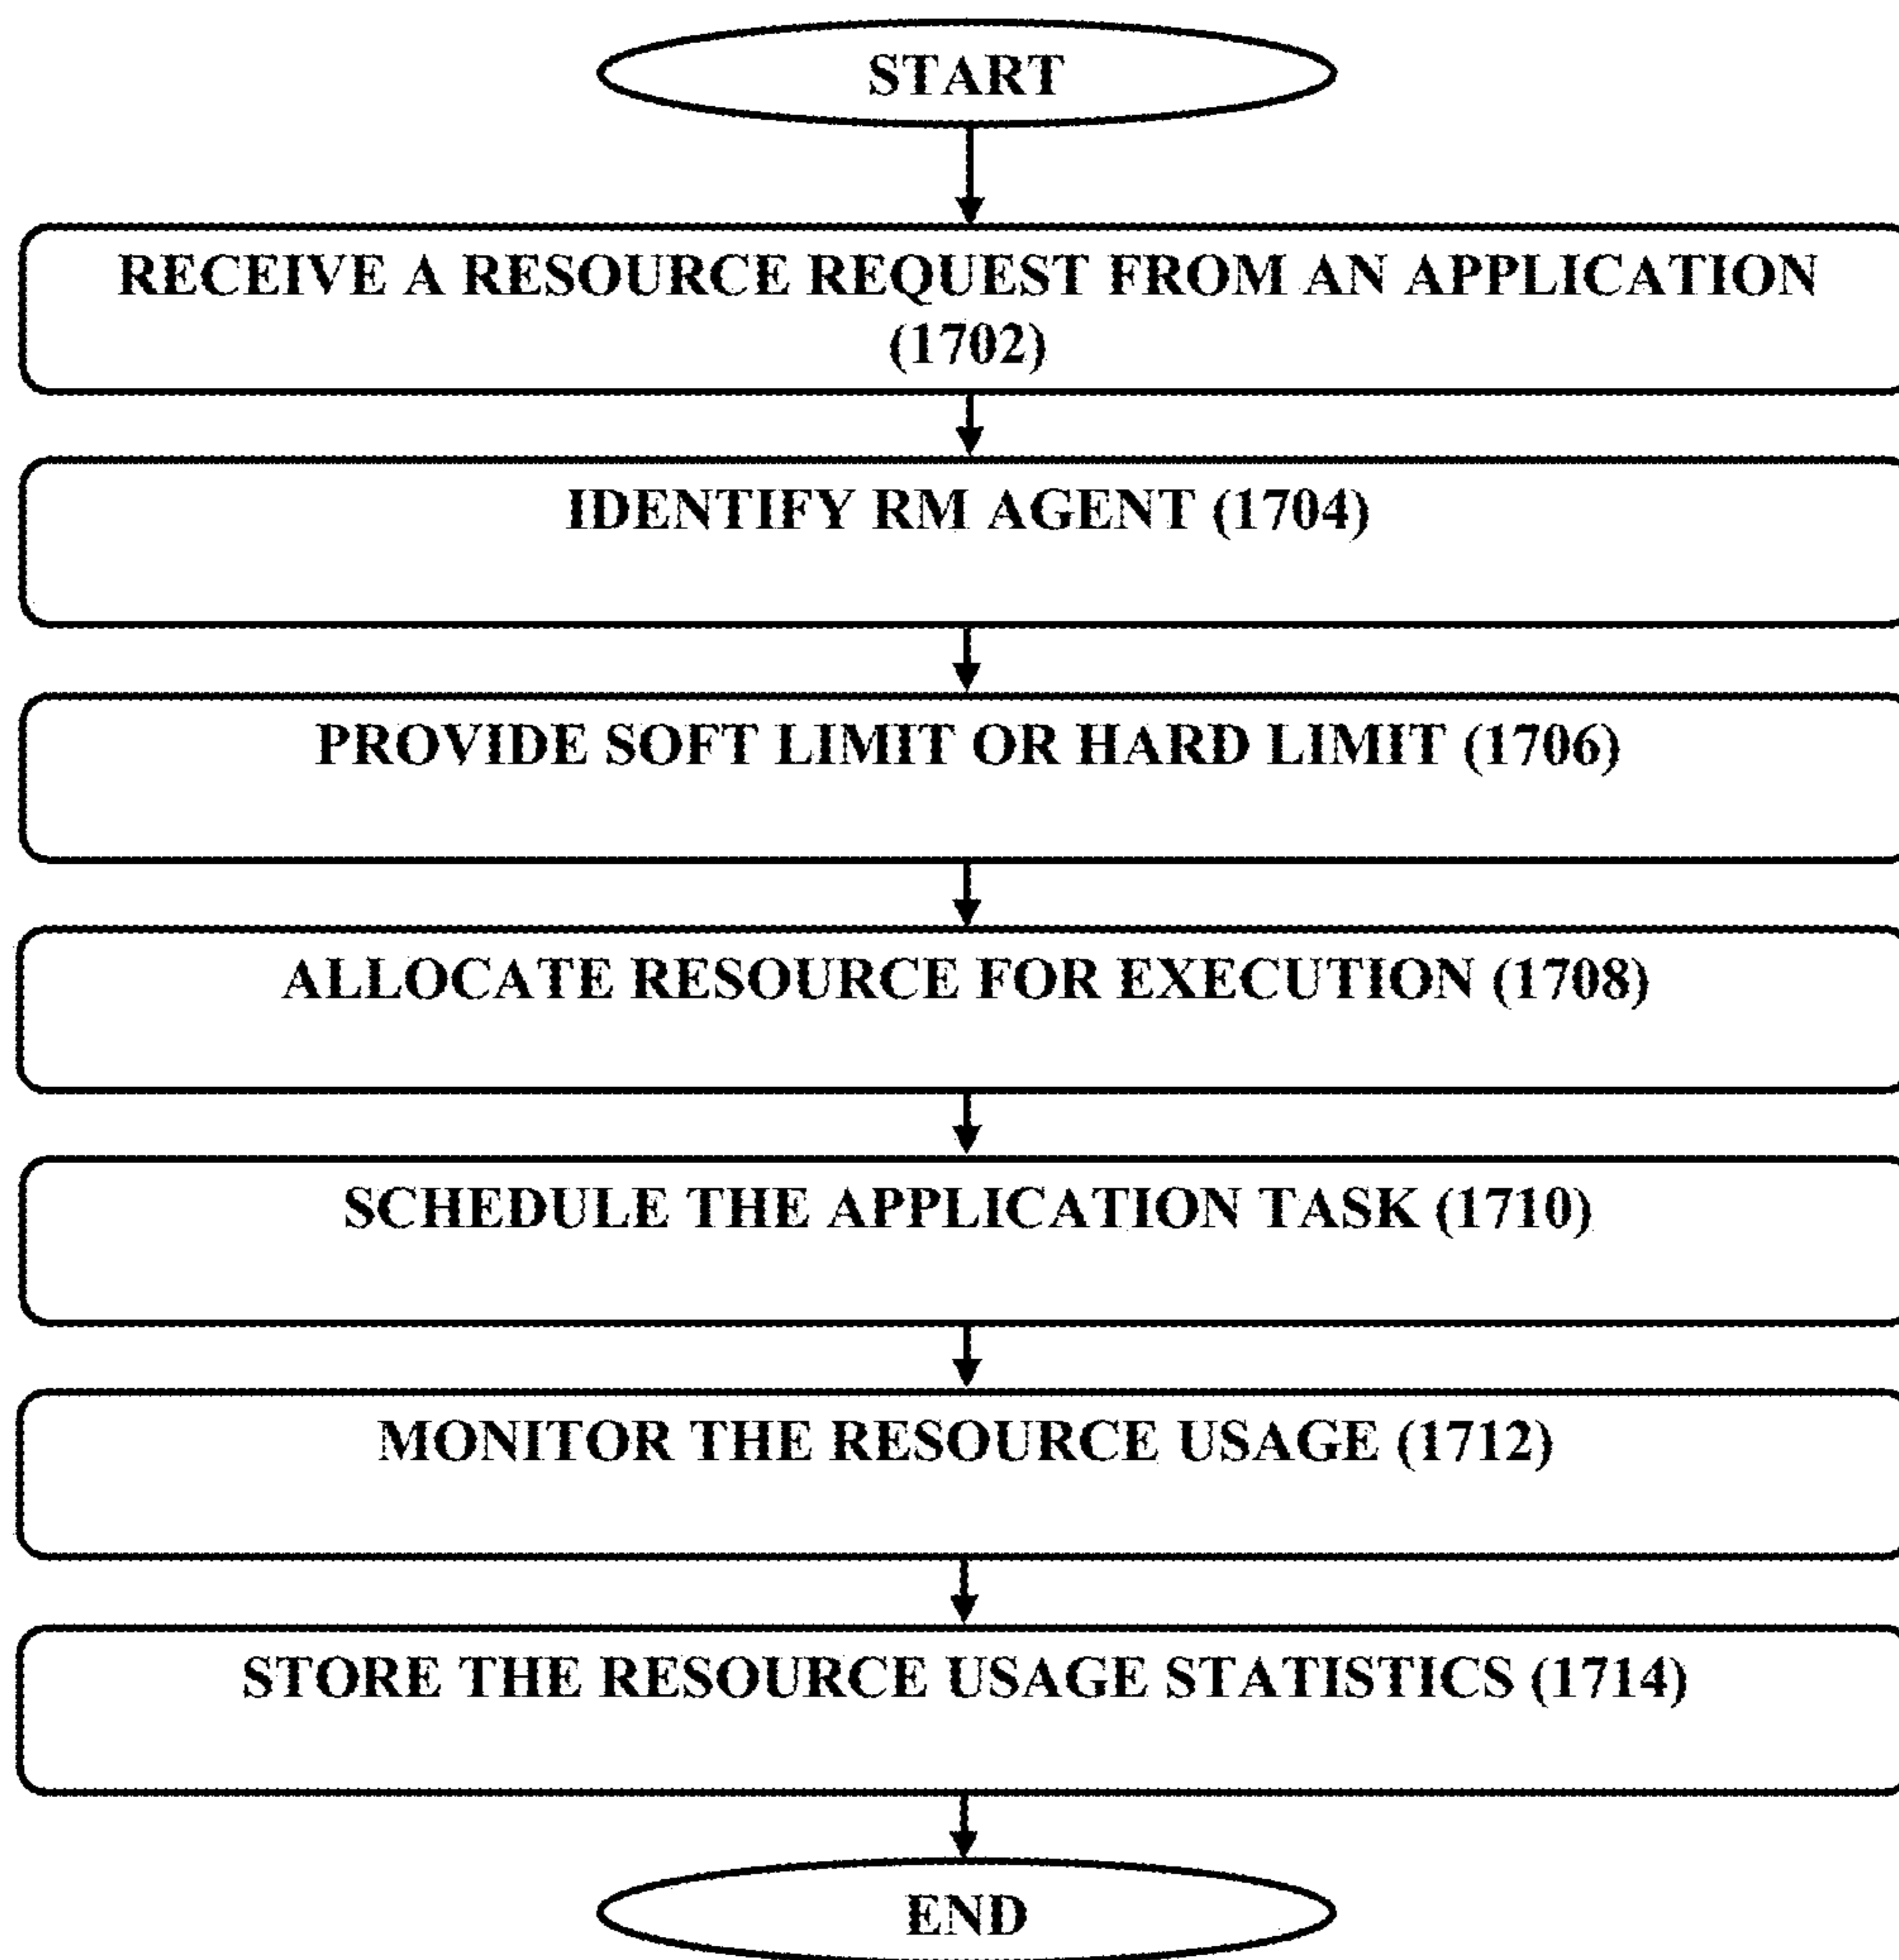 START
RECEIVE A RESOURCE REQUEST FROM AN APPLICATION
(1702)
IDENTIFY RM AGENT (1704)
PROVIDE SOFT LIMIT OR HARD LIMIT (1706)
ALLOCATE RESOURCE FOR EXECUTION (1708)
SCHEDULE THE APPLICATION TASK (1710)
MONITOR THE RESOURCE USAGE (1712)
STORE THE RESOURCE USAGE STATISTICS (1714)
END